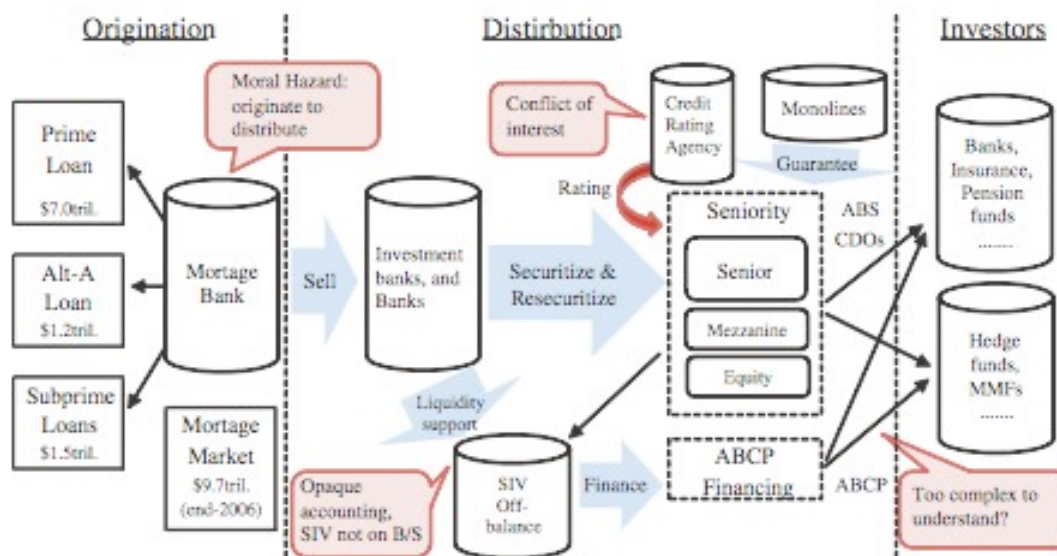 Origination
Distirbution
Investors
Moral Hazard:
originate to
distribute
Prime
Loan
$7.0tril.
Alt-A
Loan
$1.2tril.
Subprime
Loans
$1.5tril.
Mortage
Bank
Mortage
Market
$9.7tril.
(end-2006)
Sell
Investment
banks, and
Banks
Securitize &
Resecuritize
Conflict of
interest
Credit
Rating
Agency
Monolines
Guarantee
Rating
Seniority
ABS
CDOs
Senior
Mezzanine
Equity
Banks,
Insurance,
Pension
funds
.......
Hedge
funds,
MMFs
.......
Liquidity
support
Opaque
accounting,
SIV not on B/S
SIV
Off-
balance
Finance
ABCP
Financing
ABCP
Too complex to
understand?